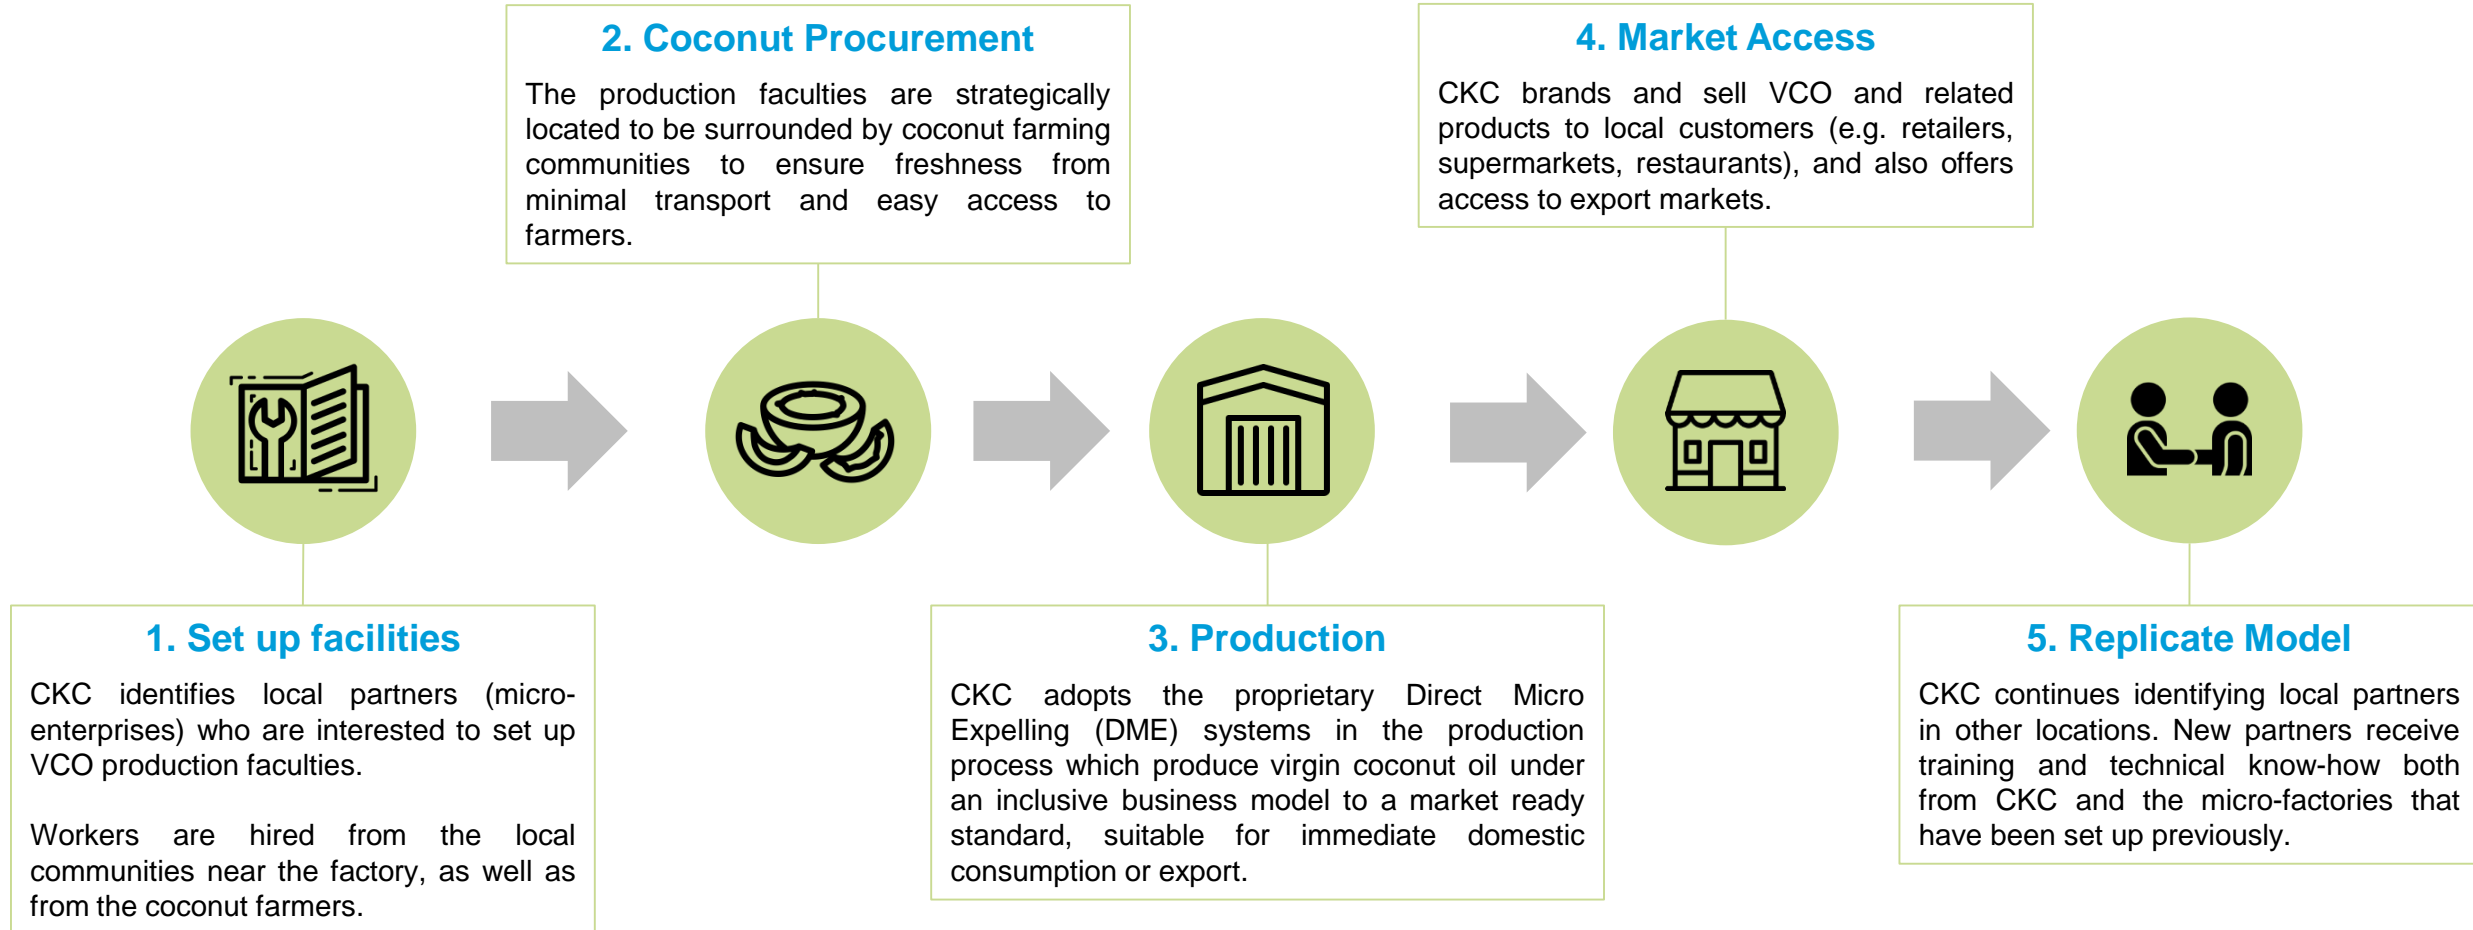 1. Set up facilities
CKC identifies local partners (micro-
enterprises) who are interested to set up
VCO production faculties.
Workers are hired from the local
communities near the factory, as well as
from the coconut farmers.
2. Coconut Procurement
The production faculties are strategically
located to be surrounded by coconut farming
communities to ensure freshness from
minimal transport and easy access to
farmers.
3. Production
CKC adopts the proprietary Direct Micro
Expelling (DME) systems in the production
process which produce virgin coconut oil under
an inclusive business model to a market ready
standard, suitable for immediate domestic
consumption or export.
4. Market Access
CKC brands and sell VCO and related
products to local customers (e.g. retailers,
supermarkets, restaurants), and also offers
access to export markets.
5. Replicate Model
CKC continues identifying local partners
in other locations. New partners receive
training and technical know-how both
from CKC and the micro-factories that
have been set up previously.